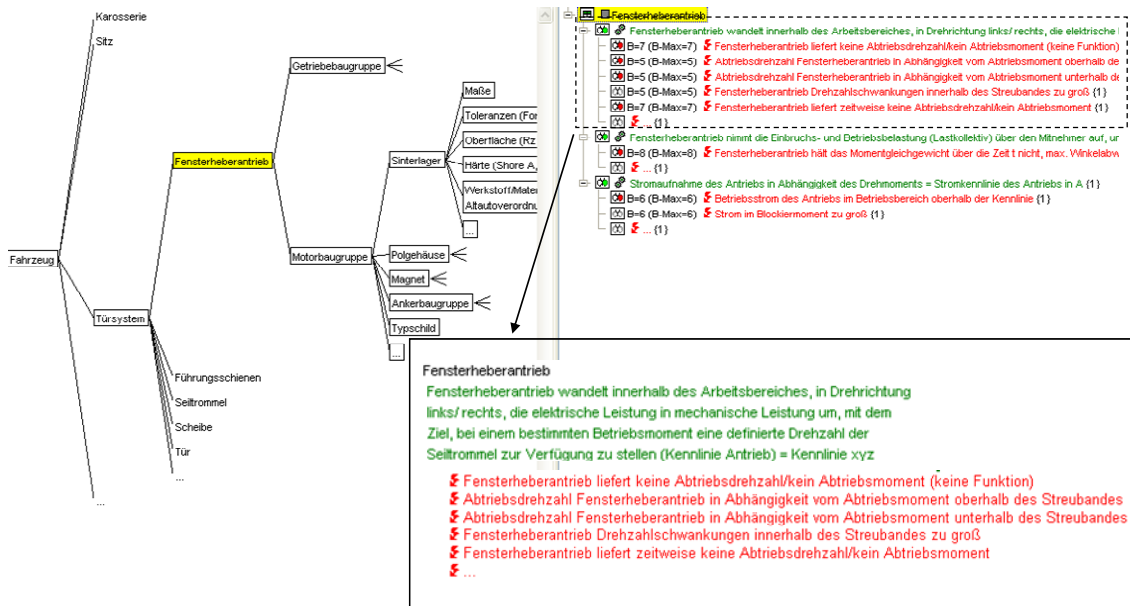 Karosserie
Sitz
Getriebebaugruppe
Maße
Toleranzen (For
Oberfläche (Rz
Sinterlager
Härte (Shore A,
Werkstoff/Mater
Altautoverordnu
...
Fensterheberantrieb
Motorbaugruppe
Polgehäuse
Magnet
Ankerbaugruppe
Typschild
...
Fahrzeug
Türsystem
Führungsschienen
Seiltrommel
Scheibe
Tür
...
...
Fensterheberantrieb
Fensterheberantrieb wandelt innerhalb des Arbeitsbereiches, in Drehrichtung links/ rechts, die elektrische
B=7 (B-Max=7) Fensterheberantrieb liefert keine Abtriebsdrehzahl/kein Abtriebsmoment (keine Funktion)
B=5 (B-Max=5) Abtriebsdrehzahl Fensterheberantrieb in Abhängigkeit vom Abtriebsmoment oberhalb de
B=5 (B-Max=5) Abtriebsdrehzahl Fensterheberantrieb in Abhängigkeit vom Abtriebsmoment unterhalb de
B=5 (B-Max=5) Fensterheberantrieb Drehzahlschwankungen innerhalb des Streubandes zu groß {1}
B=7 (B-Max=7) Fensterheberantrieb liefert zeitweise keine Abtriebsdrehzahl/kein Abtriebsmoment {1}
... {1}
Fensterheberantrieb nimmt die Einbruchs- und Betriebsbelastung (Lastkollektiv) über den Mitnehmer auf, ur
B=8 (B-Max=8) Fensterheberantrieb hält das Momentgleichgewicht über die Zeit t nicht, max. Winkelabw
... {1}
Stromaufnahme des Antriebs in Abhängigkeit des Drehmoments = Stromkennlinie des Antriebs in A {1}
B=6 (B-Max=6) Betriebsstrom des Antriebs im Betriebsbereich oberhalb der Kennlinie {1}
B=6 (B-Max=6) Strom im Blockiermoment zu groß {1}
... {1}
Fensterheberantrieb
Fensterheberantrieb wandelt innerhalb des Arbeitsbereiches, in Drehrichtung
links/ rechts, die elektrische Leistung in mechanische Leistung um, mit dem
Ziel, bei einem bestimmten Betriebsmoment eine definierte Drehzahl der
Seiltrommel zur Verfügung zu stellen (Kennlinie Antrieb) = Kennlinie xyz
Fensterheberantrieb liefert keine Abtriebsdrehzahl/kein Abtriebsmoment (keine Funktion)
Abtriebsdrehzahl Fensterheberantrieb in Abhängigkeit vom Abtriebsmoment oberhalb des Streubandes
Abtriebsdrehzahl Fensterheberantrieb in Abhängigkeit vom Abtriebsmoment unterhalb des Streubandes
Fensterheberantrieb Drehzahlschwankungen innerhalb des Streubandes zu groß
Fensterheberantrieb liefert zeitweise keine Abtriebsdrehzahl/kein Abtriebsmoment
...